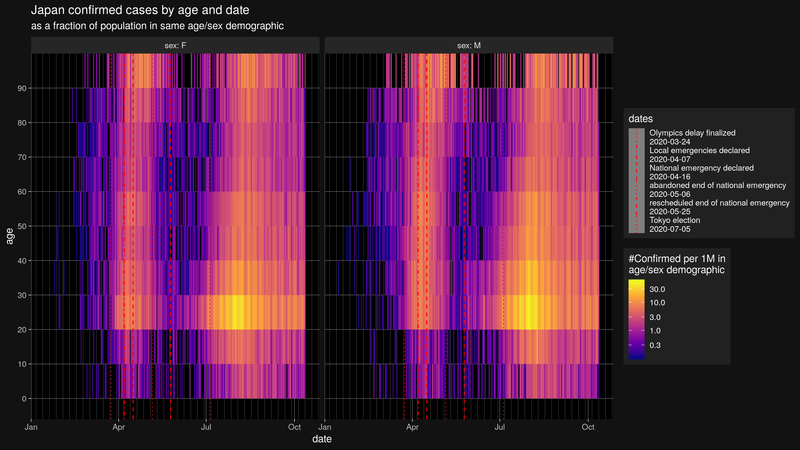 Japan confirmed cases by age and date
as a fraction of population in same age/sex demographic
sex: F
sex: M
90
80
70
60
50
40
30
20
10
0
age
Jan
Apr
Jul
Oct
Jan
Apr
Jul
Oct
date
dates
Olympics delay finalized
2020-03-24
Local emergencies declared
2020-04-07
National emergency declared
2020-04-16
abandoned end of national emergency
2020-05-06
rescheduled end of national emergency
2020-05-25
Tokyo election
2020-07-05
#Confirmed per 1M in
age/sex demographic
30.0
10.0
3.0
1.0
0.3